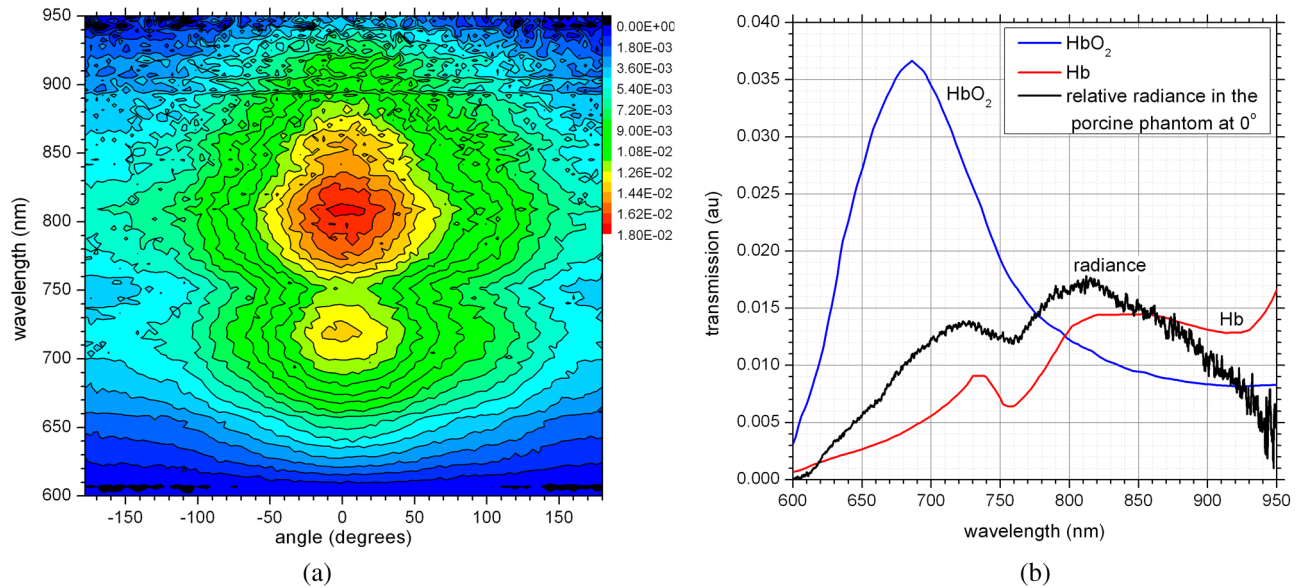 950
900
850
800
750
700
650
600
wavelength (nm)
-150 -100 -50 0 50 100 150
angle (degrees)
0.00E+00
1.80E-03
3.60E-03
5.40E-03
7.20E-03
9.00E-03
1.08E-02
1.26E-02
1.44E-02
1.62E-02
1.80E-02
(a)
0.040
0.035
0.030
0.025
0.020
0.015
0.010
0.005
0.000
transmission (au)
HbO₂
Hb
relative radiance in the
porcine phantom at 0°
HbO₂
radiance
Hb
600 650 700 750 800 850 900 950
wavelength (nm)
(b)